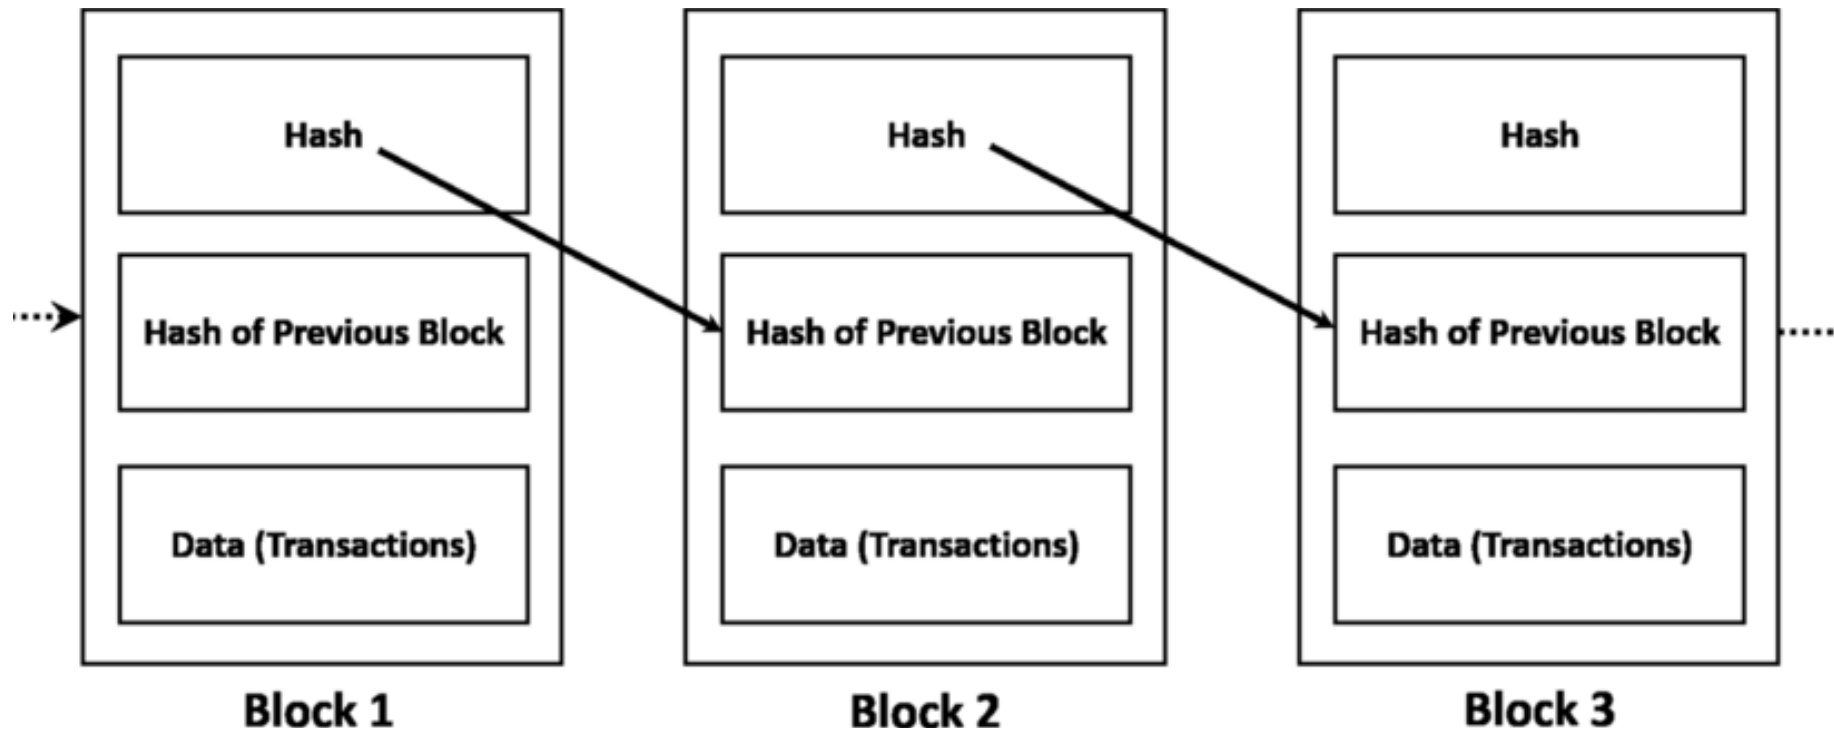 Hash
Hash of Previous Block
Data (Transactions)
Block 1
Hash
Hash of Previous Block
Data (Transactions)
Block 2
Hash
Hash of Previous Block
Data (Transactions)
Block 3